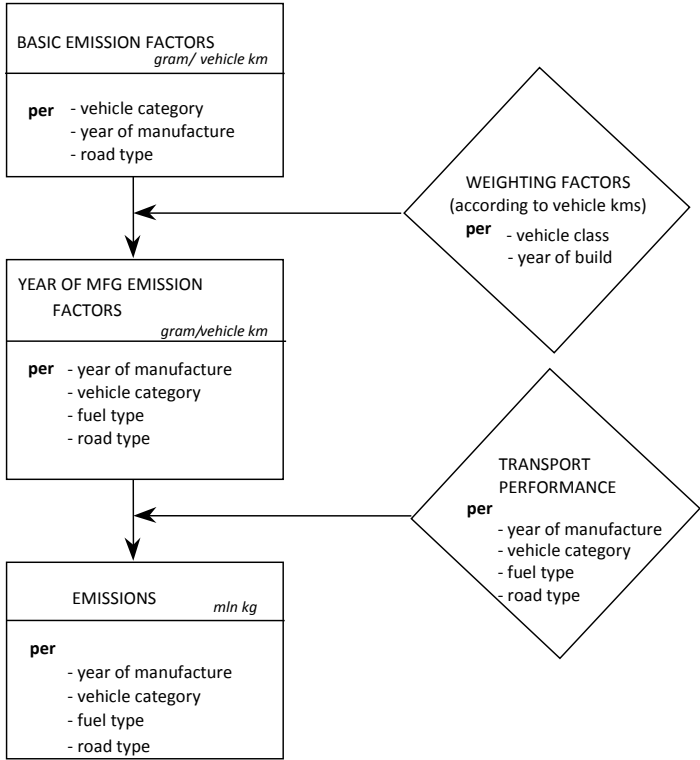 BASIC EMISSION FACTORS
gram/ vehicle km
per - vehicle category
- year of manufacture
- road type
WEIGHTING FACTORS
(according to vehicle kms)
per - vehicle class
- year of build
YEAR OF MFG EMISSION
FACTORS
gram/vehicle km
per - year of manufacture
- vehicle category
- fuel type
- road type
TRANSPORT
PERFORMANCE
per
- year of manufacture
- vehicle category
- fuel type
- road type
EMISSIONS
mln kg
per
- year of manufacture
- vehicle category
- fuel type
- road type